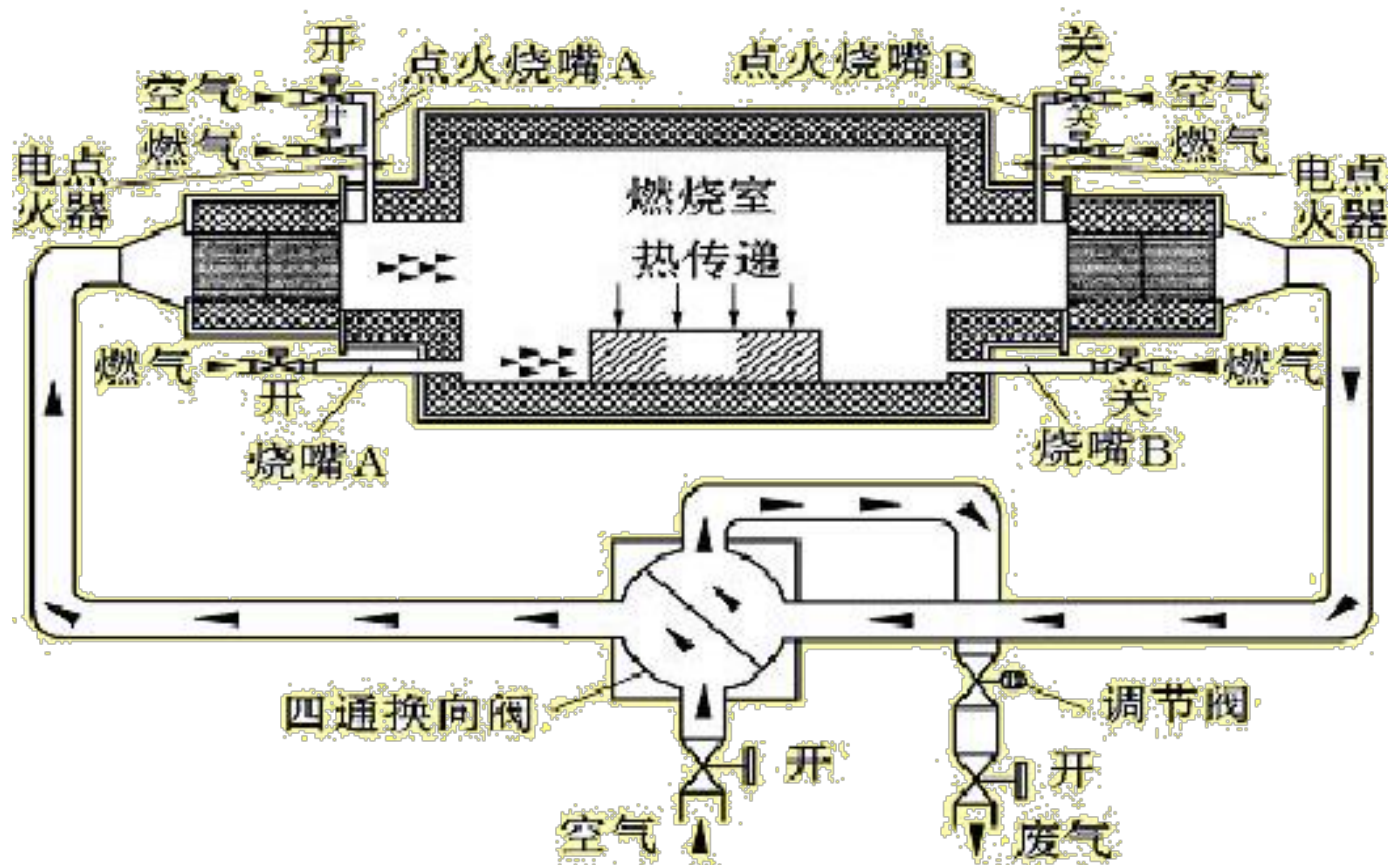 开
关
点火烧嘴A
点火烧嘴B
空气
开
关
空气
燃气
燃气
电点
火器
电点
火器
燃烧室
热传递
燃气
开
关
燃气
烧嘴A
烧嘴B
四通换向阀
调节阀
开
开
空气
废气